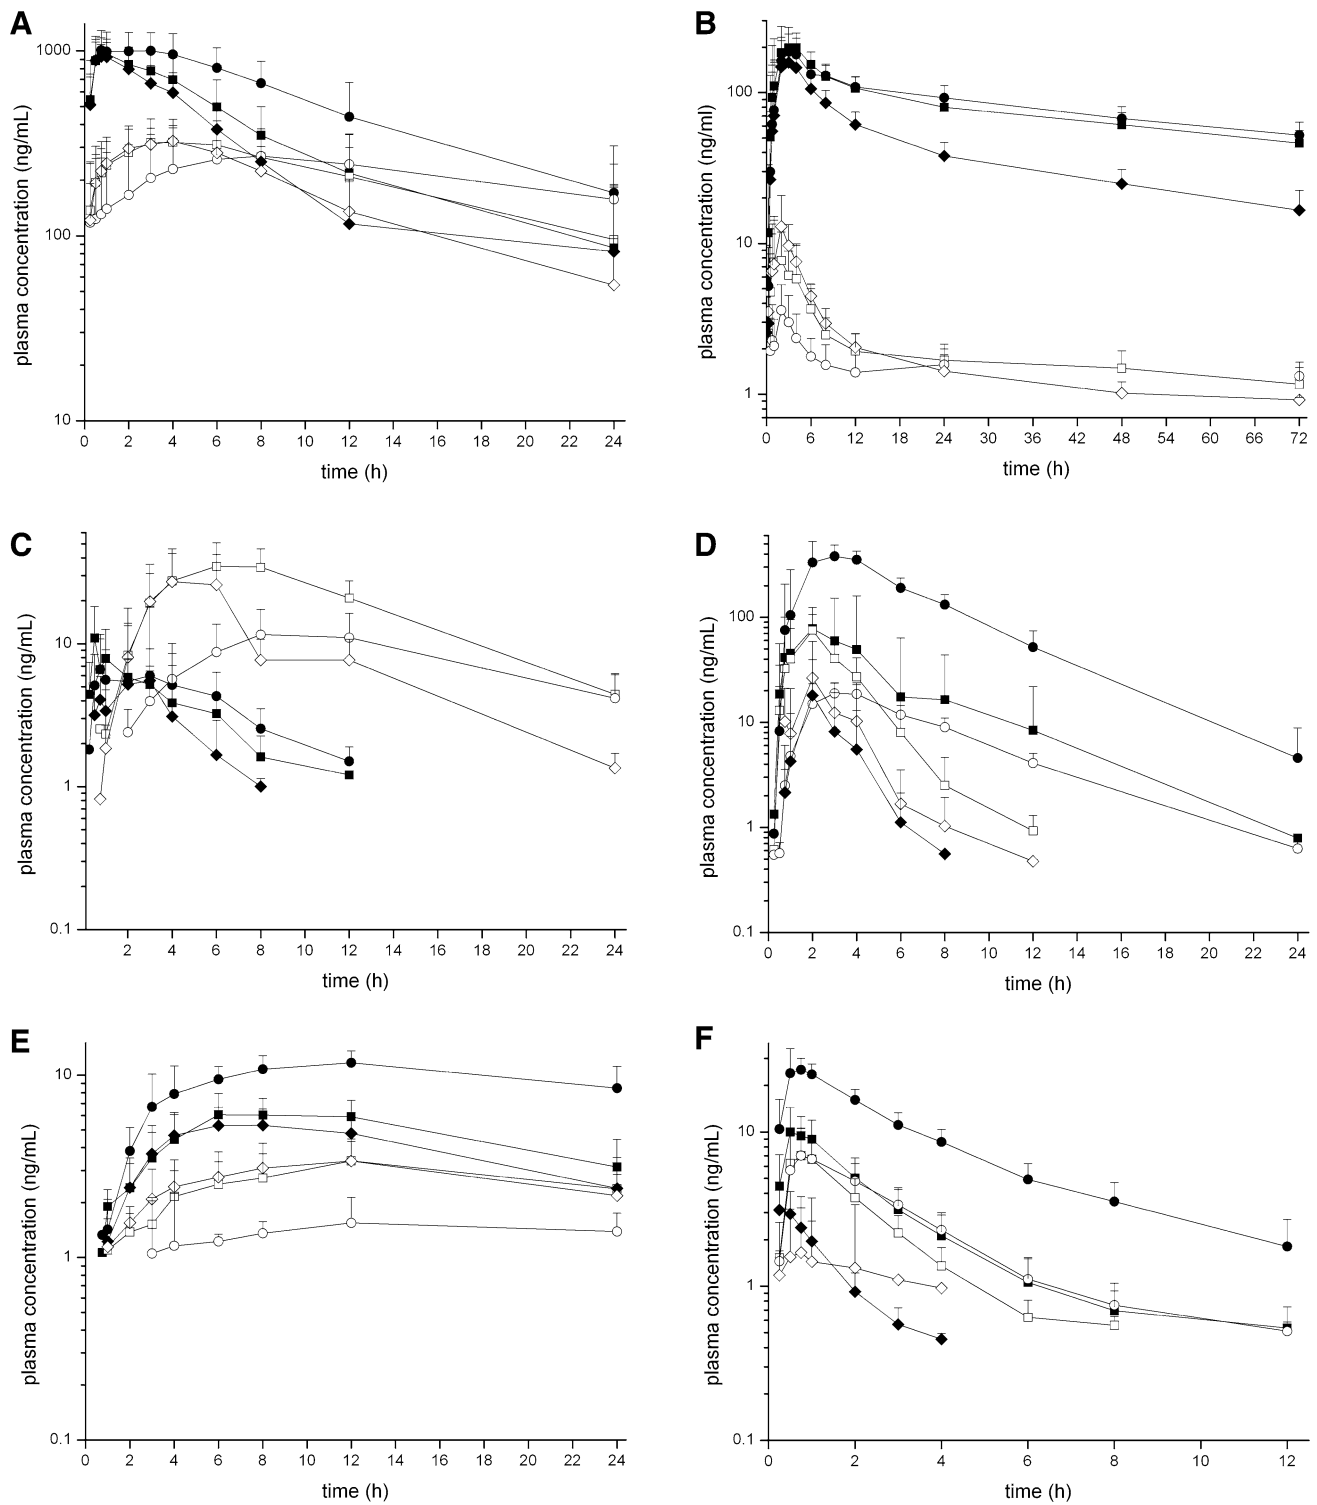 A
plasma concentration (ng/mL)
1000
100
10
0 2 4 6 8 10 12 14 16 18 20 22 24
time (h)
B
plasma concentration (ng/ml)
100
10
1
0 6 12 18 24 30 36 42 48 54 60 66 72
time (h)
C
plasma concentration (ng/mL)
10
1
0.1
2 4 6 8 10 12 14 16 18 20 22 24
time (h)
D
plasma concentration (ng/mL)
100
10
1
0.1
0 2 4 6 8 10 12 14 16 18 20 22 24
time (h)
E
plasma concentration (ng/mL)
10
1
0.1
0 2 4 6 8 10 12 14 16 18 20 22 24
time (h)
F
plasma concentration (ng/mL)
10
1
0.1
0 2 4 6 8 10 12
time (h)